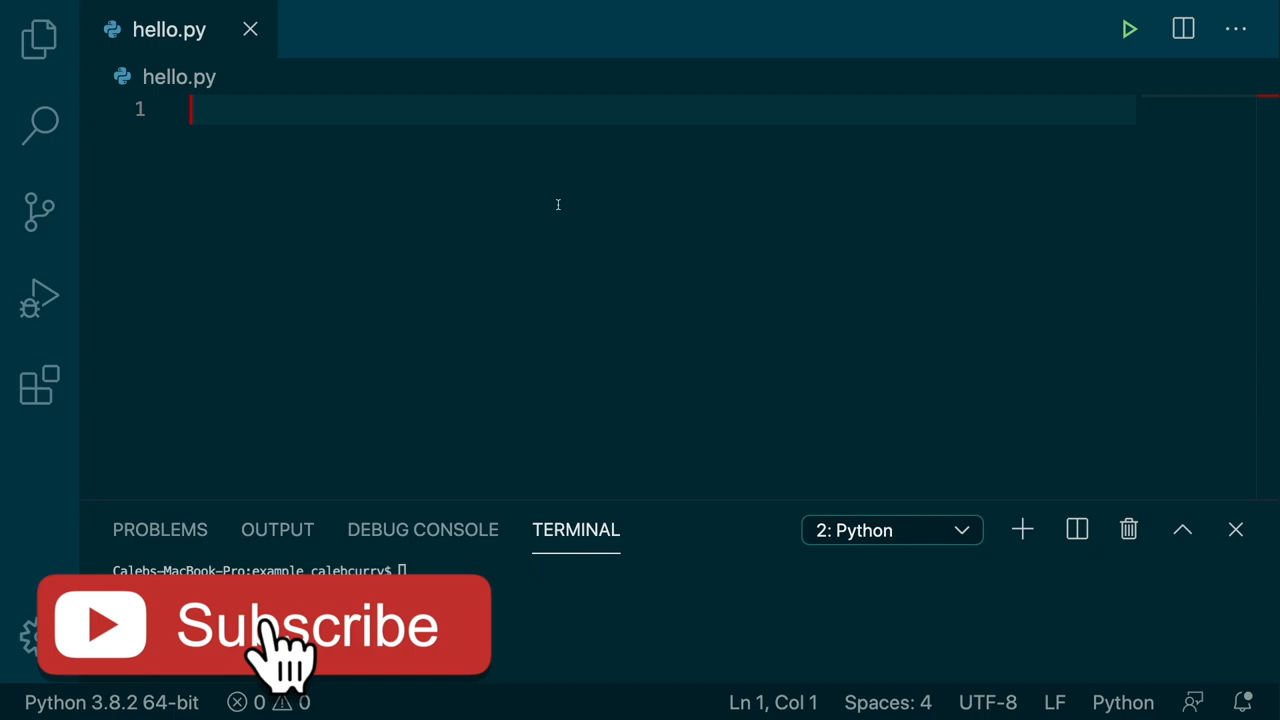 hello.py
hello.py
1
PROBLEMS OUTPUT DEBUG CONSOLE TERMINAL 2: Python
Calebs-MacBook-Pro:example calebcurry$
Subscribe
Python 3.8.2 64-bit 0 0 Ln 1, Col 1 Spaces: 4 UTF-8 LF Python